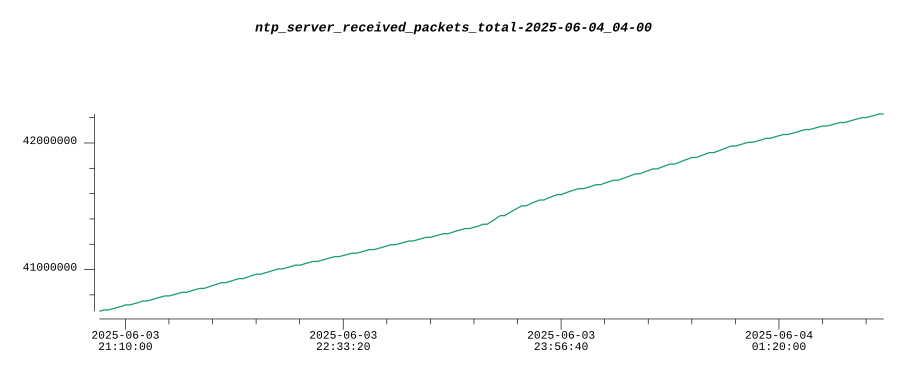 ntp_server_received_packets_total-2025-06-04_04-00
42000000
41000000
2025-06-03 2025-06-03 2025-06-03 2025-06-04
21:10:00 22:33:20 23:56:40 01:20:00